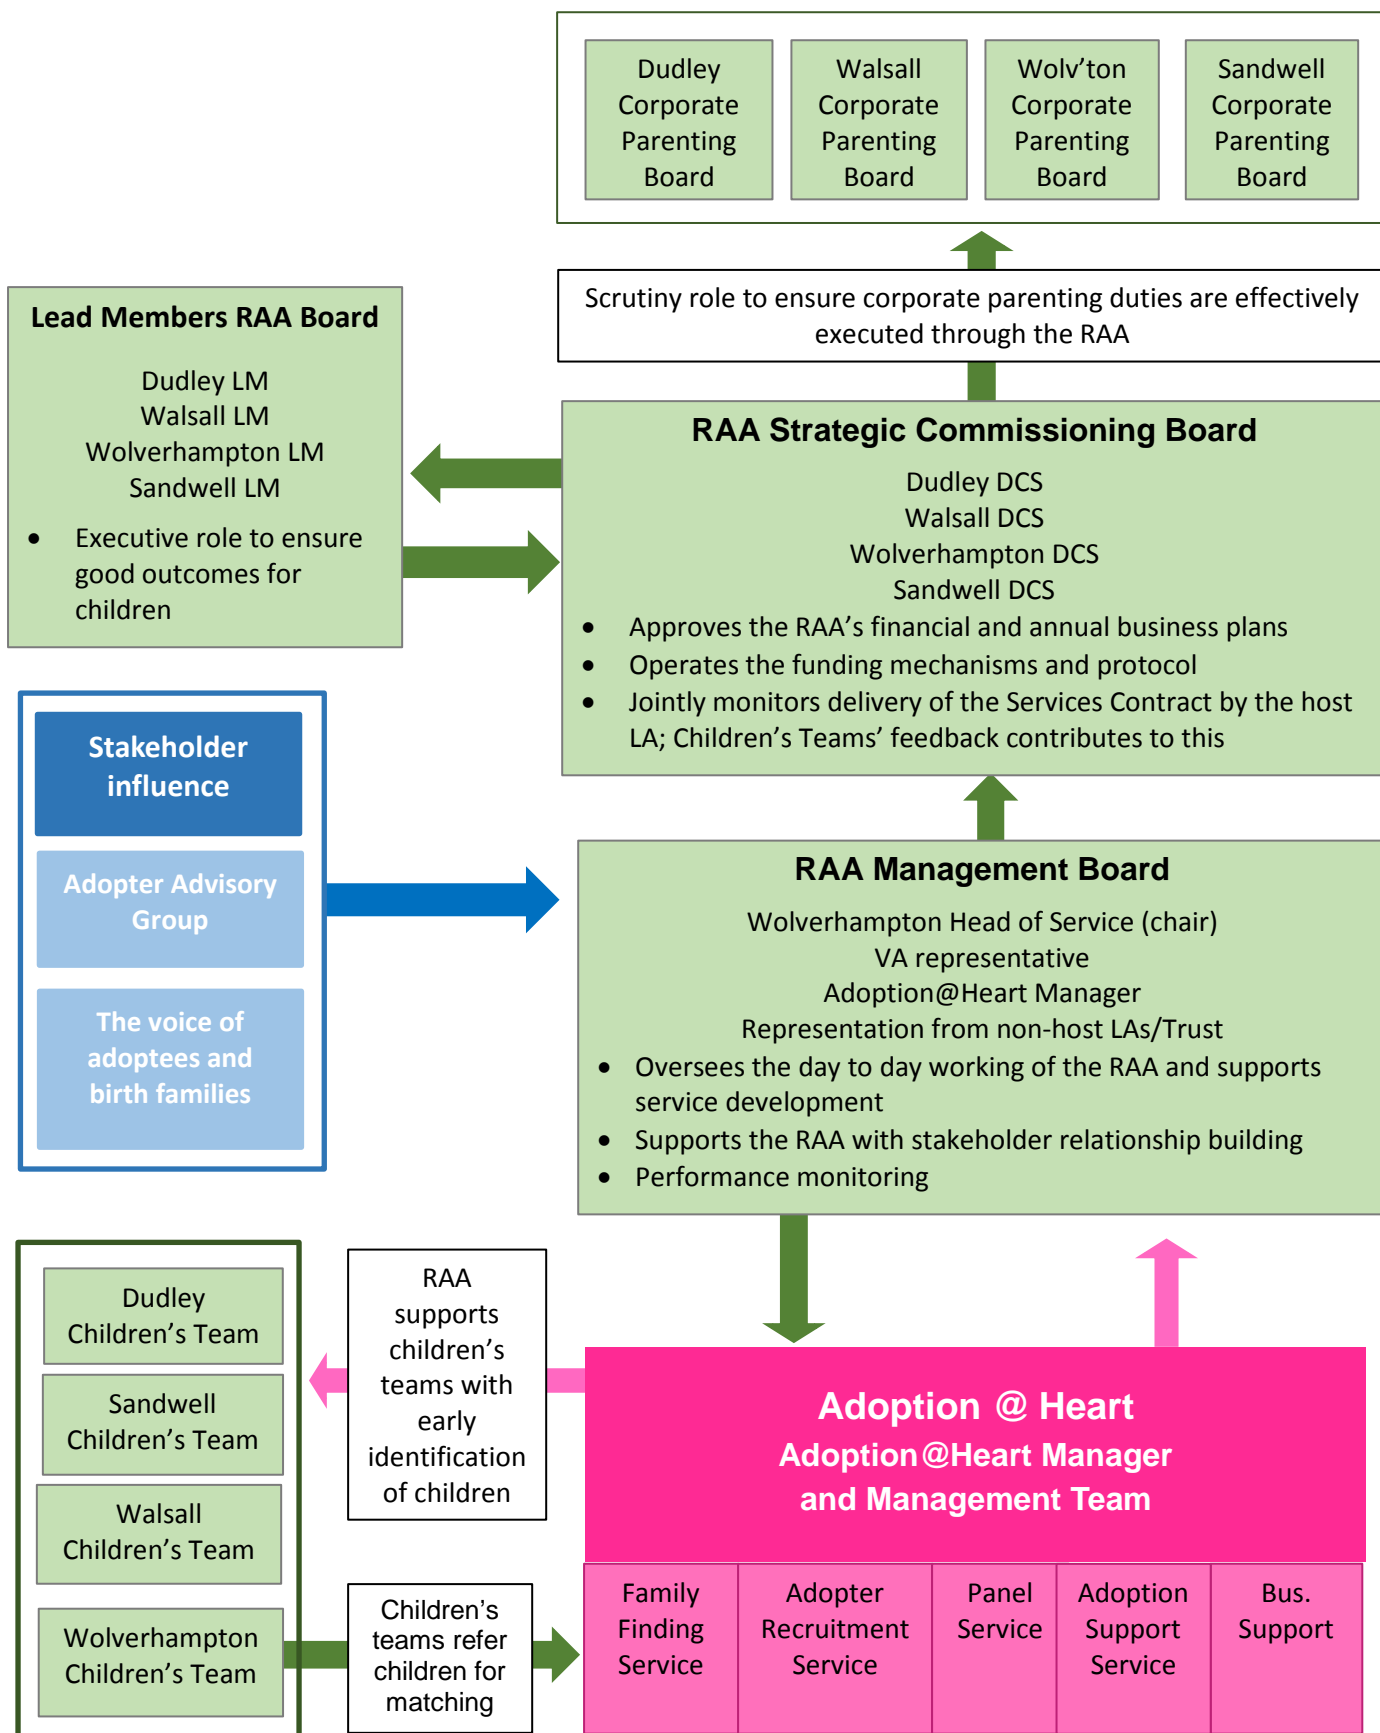 Dudley
Corporate
Parenting
Board
Walsall
Corporate
Parenting
Board
Wolv’ton
Corporate
Parenting
Board
Sandwell
Corporate
Parenting
Board
Scrutiny role to ensure corporate parenting duties are effectively
executed through the RAA
Lead Members RAA Board
Dudley LM
Walsall LM
Wolverhampton LM
Sandwell LM
• Executive role to ensure
good outcomes for
children
RAA Strategic Commissioning Board
Dudley DCS
Walsall DCS
Wolverhampton DCS
Sandwell DCS
• Approves the RAA’s financial and annual business plans
• Operates the funding mechanisms and protocol
• Jointly monitors delivery of the Services Contract by the host
LA; Children’s Teams’ feedback contributes to this
Stakeholder
influence
Adopter Advisory
Group
The voice of
adoptees and
birth families
RAA Management Board
Wolverhampton Head of Service (chair)
VA representative
Adoption@Heart Manager
Representation from non-host LAs/Trust
• Oversees the day to day working of the RAA and supports
service development
• Supports the RAA with stakeholder relationship building
• Performance monitoring
Dudley
Children’s Team
Sandwell
Children’s Team
Walsall
Children’s Team
Wolverhampton
Children’s Team
RAA
supports
children’s
teams with
early
identification
of children
Children’s
teams refer
children for
matching
Adoption @ Heart
Adoption@Heart Manager
and Management Team
Family
Finding
Service
Adopter
Recruitment
Service
Panel
Service
Adoption
Support
Service
Bus.
Support